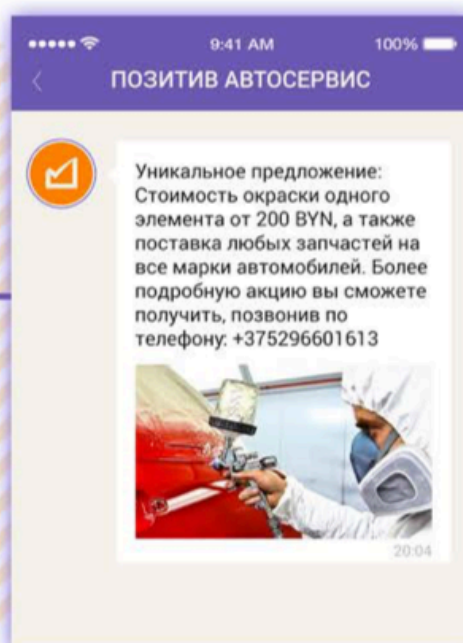 9:41 AM
100%
ПОЗИТИВ АВТОСЕРВИС
Уникальное предложение:
Стоимость окраски одного
элемента от 200 BYN, а также
поставка любых запчастей на
все марки автомобилей. Более
подробную акцию вы сможете
получить, позвонив по
телефону: +375296601613
20:04